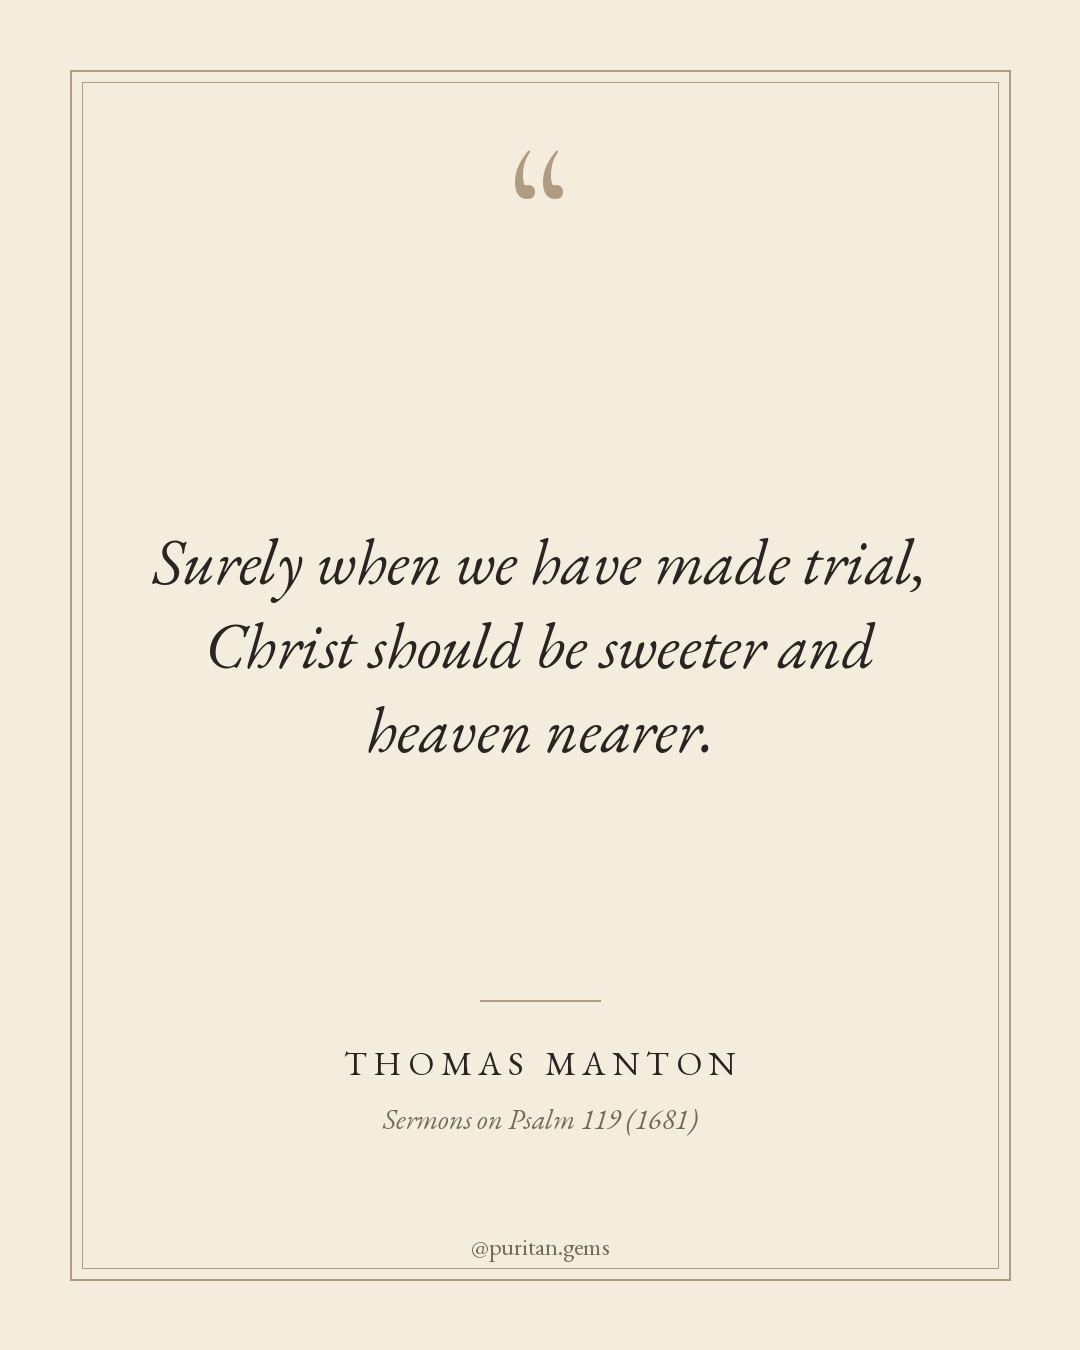 “
Surely when we have made trial,
Christ should be sweeter and
heaven nearer.
THOMAS MANTON
Sermons on Psalm 119 (1681)
@puritan.gems